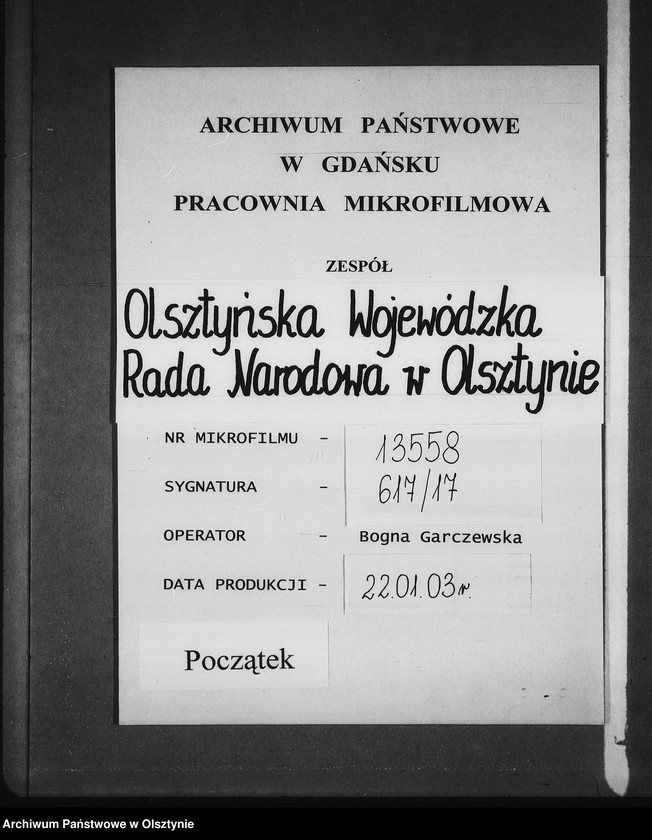 ARCHIWUM PAŃSTWOWE
W GDAŃSKU
PRACOWNIA MIKROFILMOWA
ZESPÓŁ
Olsztyńska Wojewódzka
Rada Narodowa w Olsztynie
NR MIKROFILMU - 13558
SYGNATURA - 617/17
OPERATOR - Bogna Garczewska
DATA PRODUKCJI - 22.01.03r.
Początek
Archiwum Państwowe w Olsztynie